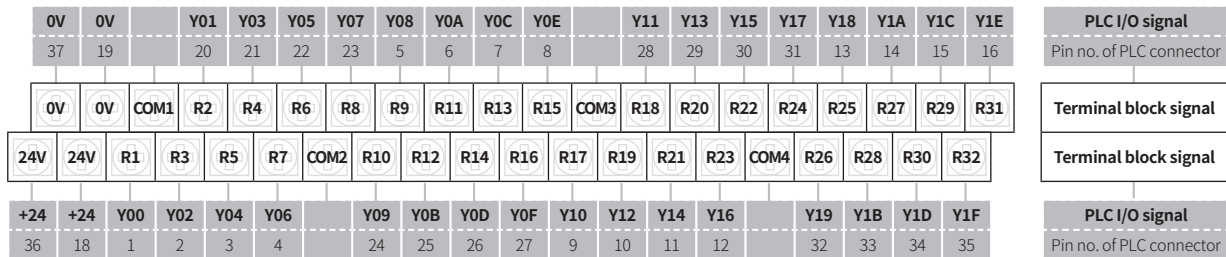 0V 0V Y01 Y03 Y05 Y07 Y08 Y0A Y0C Y0E Y11 Y13 Y15 Y17 Y18 Y1A Y1C Y1E PLC I/O signal
37 19 20 21 22 23 5 6 7 8 28 29 30 31 13 14 15 16 Pin no. of PLC connector
0V 0V COM1 R2 R4 R6 R8 R9 R11 R13 R15 COM3 R18 R20 R22 R24 R25 R27 R29 R31 Terminal block signal
24V 24V R1 R3 R5 R7 COM2 R10 R12 R14 R16 R17 R19 R21 R23 COM4 R26 R28 R30 R32 Terminal block signal
+24 +24 Y00 Y02 Y04 Y06 Y09 Y0B Y0D Y0F Y10 Y12 Y14 Y16 Y19 Y1B Y1D Y1F PLC I/O signal
36 18 1 2 3 4 24 25 26 27 9 10 11 12 32 33 34 35 Pin no. of PLC connector